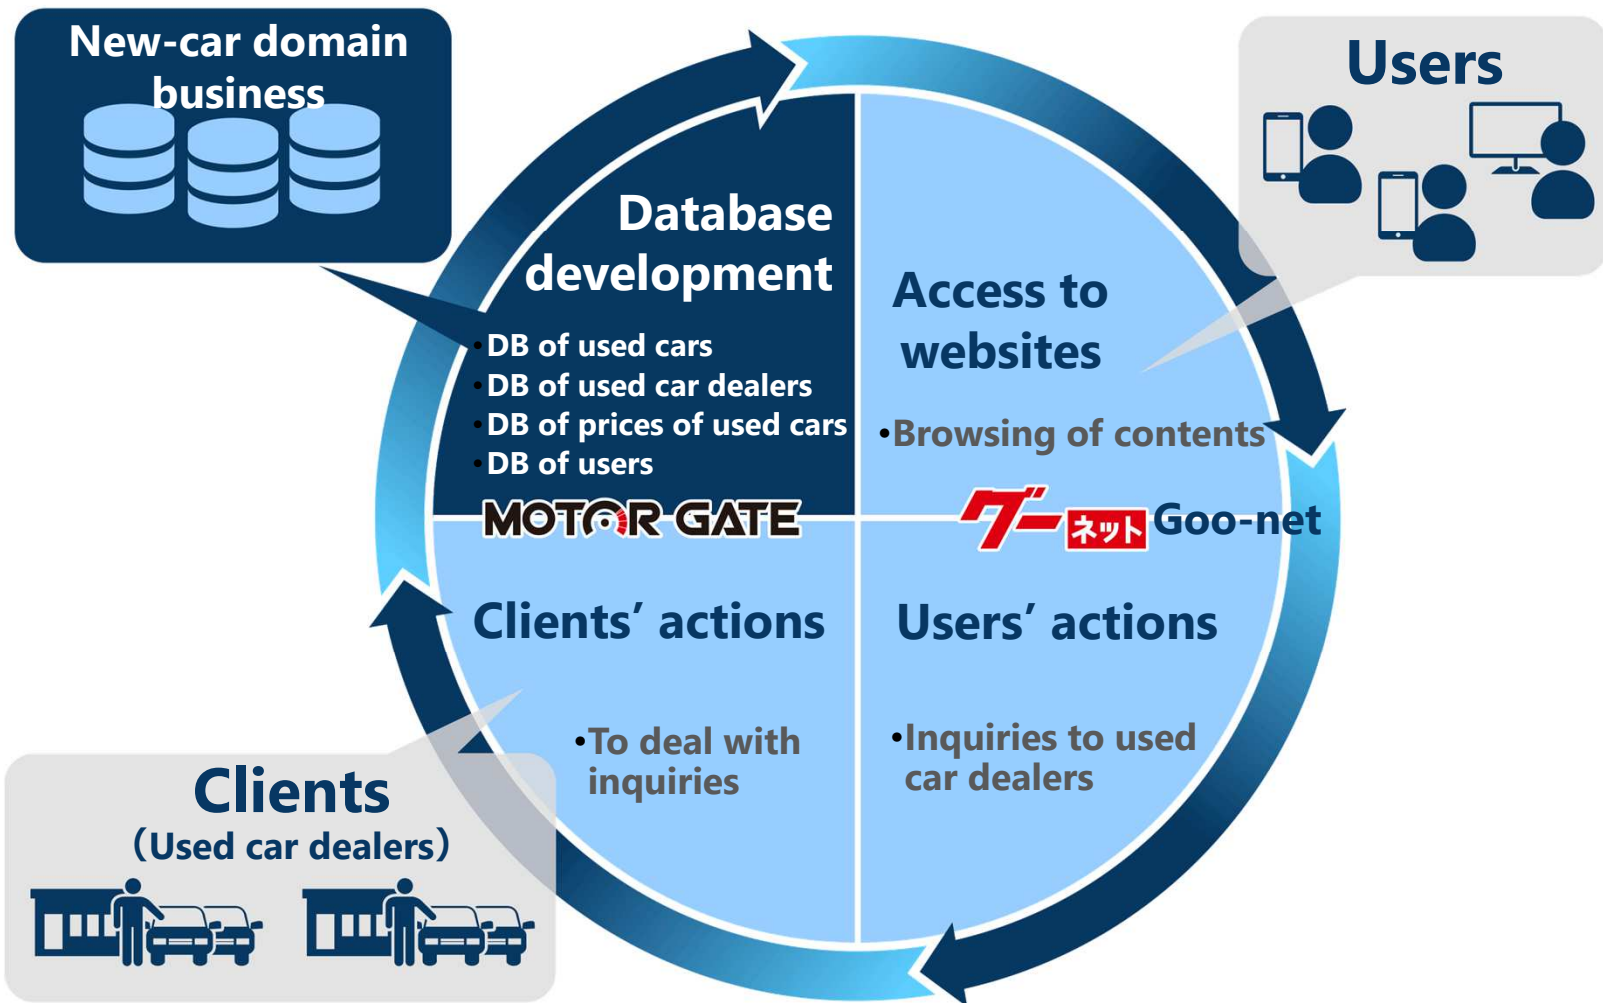 New-car domain
business
Users
Database
development
•DB of used cars
•DB of used car dealers
•DB of prices of used cars
•DB of users
Access to
websites
•Browsing of contents
MOTOR GATE
グーネット Goo-net
Clients’ actions
•To deal with
inquiries
Users’ actions
•Inquiries to used
car dealers
Clients
（Used car dealers）